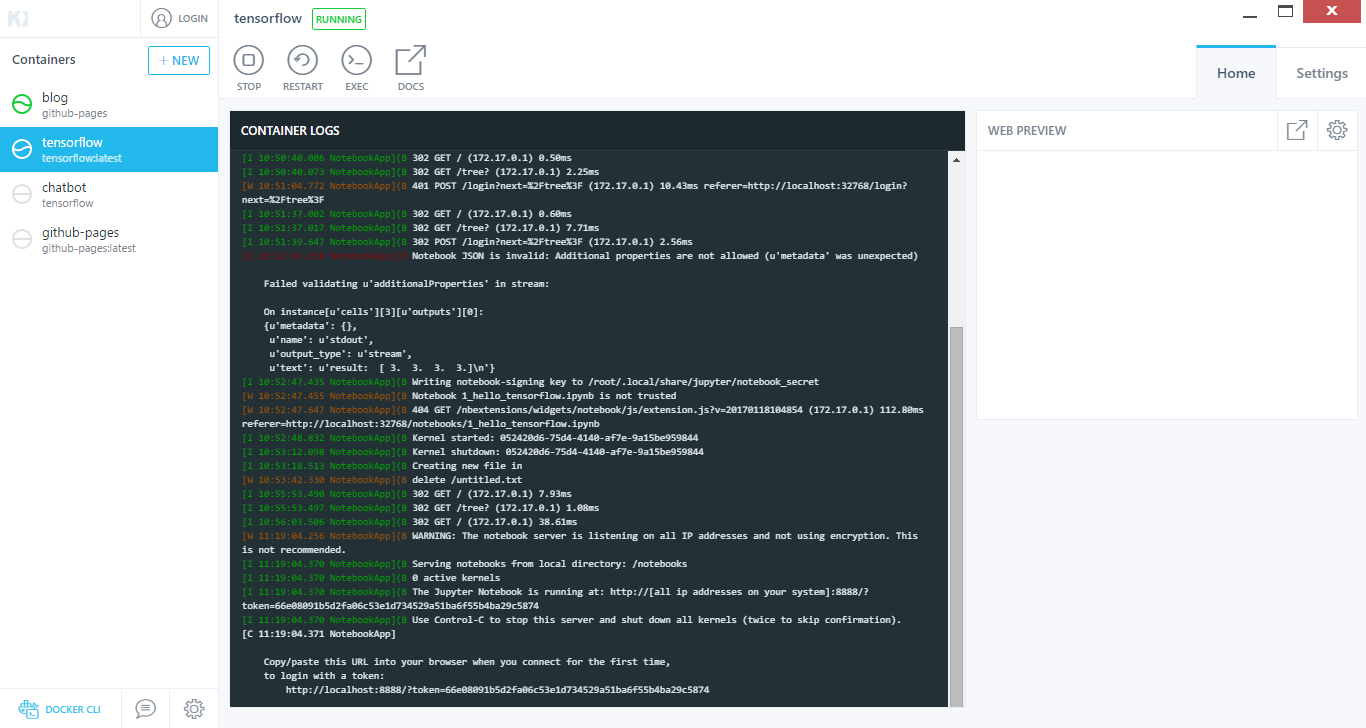 LOGIN
tensorflow
RUNNING
Containers
+ NEW
STOP
RESTART
EXEC
DOCS
Home
Settings
blog
github-pages
tensorflow
tensorflow:latest
chatbot
tensorflow
github-pages
github-pages:latest
DOCKER CLI
CONTAINER LOGS
[I 10:50:40.006 NotebookApp](B 302 GET / (172.17.0.1) 0.50ms
[I 10:50:40.073 NotebookApp](B 302 GET /tree? (172.17.0.1) 2.25ms
[W 10:51:04.772 NotebookApp](B 401 POST /login?next=%2Ftree%3F (172.17.0.1) 10.43ms referer=http://localhost:32768/login?
next=%2Ftree%3F
[I 10:51:37.002 NotebookApp](B 302 GET / (172.17.0.1) 0.60ms
[I 10:51:37.017 NotebookApp](B 302 GET /tree? (172.17.0.1) 7.71ms
[I 10:51:39.647 NotebookApp](B 302 POST /login?next=%2Ftree%3F (172.17.0.1) 2.56ms
Notebook JSON is invalid: Additional properties are not allowed (u'metadata' was unexpected)
Failed validating u'additionalProperties' in stream:
On instance[u'cells'][3][u'outputs'][0]:
{u'metadata': {},
u'name': u'stdout',
u'output_type': u'stream',
u'text': u'result:  [ 3.  3.  3.  3.]\n'}
[I 10:52:47.435 NotebookApp](B Writing notebook-signing key to /root/.local/share/jupyter/notebook_secret
[W 10:52:47.455 NotebookApp](B Notebook 1_hello_tensorflow.ipynb is not trusted
[W 10:52:47.647 NotebookApp](B 404 GET /nbextensions/widgets/notebook/js/extension.js?v=20170118104854 (172.17.0.1) 112.80ms
referer=http://localhost:32768/notebooks/1_hello_tensorflow.ipynb
[I 10:52:48.832 NotebookApp](B Kernel started: 052420d6-75d4-4140-af7e-9a15be959844
[I 10:53:12.098 NotebookApp](B Kernel shutdown: 052420d6-75d4-4140-af7e-9a15be959844
[I 10:53:18.513 NotebookApp](B Creating new file in
[W 10:53:42.330 NotebookApp](B delete /untitled.txt
[I 10:55:53.490 NotebookApp](B 302 GET / (172.17.0.1) 7.93ms
[I 10:55:53.497 NotebookApp](B 302 GET /tree? (172.17.0.1) 1.08ms
[I 10:56:03.506 NotebookApp](B 302 GET / (172.17.0.1) 38.61ms
[W 11:19:04.256 NotebookApp](B WARNING: The notebook server is listening on all IP addresses and not using encryption. This
is not recommended.
[I 11:19:04.370 NotebookApp](B Serving notebooks from local directory: /notebooks
[I 11:19:04.370 NotebookApp](B 0 active kernels
[I 11:19:04.370 NotebookApp](B The Jupyter Notebook is running at: http://[all ip addresses on your system]:8888/?
token=66e08091b5d2fa06c53e1d734529a51ba6f55b4ba29c5874
[I 11:19:04.370 NotebookApp](B Use Control-C to stop this server and shut down all kernels (twice to skip confirmation).
[C 11:19:04.371 NotebookApp]
Copy/paste this URL into your browser when you connect for the first time,
to login with a token:
http://localhost:8888/?token=66e08091b5d2fa06c53e1d734529a51ba6f55b4ba29c5874
WEB PREVIEW